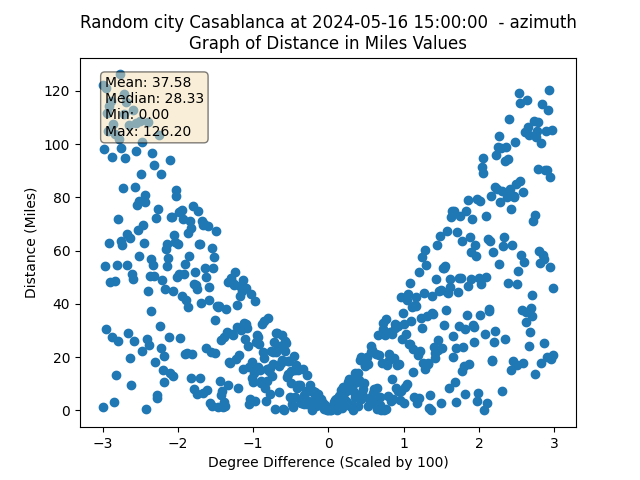 Random city Casablanca at 2024-05-16 15:00:00  - azimuth
Graph of Distance in Miles Values
Mean: 37.58
Median: 28.33
Min: 0.00
Max: 126.20
Distance (Miles)
120
100
80
60
40
20
0
−3 −2 −1 0 1 2 3
Degree Difference (Scaled by 100)